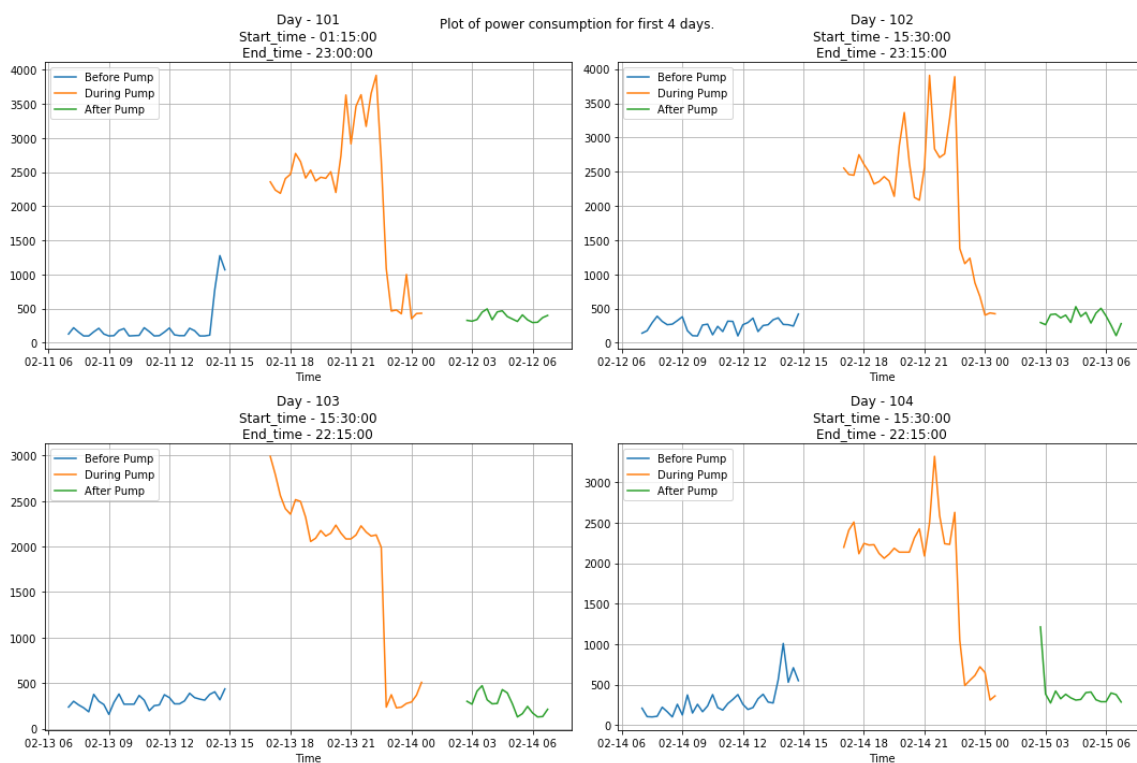 Plot of power consumption for first 4 days.
Day - 101
Start_time - 01:15:00
End_time - 23:00:00
4000
3500
3000
2500
2000
1500
1000
500
0
Before Pump
During Pump
After Pump
02-11 06 02-11 09 02-11 12 02-11 15 02-11 18 02-11 21 02-12 00 02-12 03 02-12 06
Time
Day - 102
Start_time - 15:30:00
End_time - 23:15:00
4000
3500
3000
2500
2000
1500
1000
500
0
Before Pump
During Pump
After Pump
02-12 06 02-12 09 02-12 12 02-12 15 02-12 18 02-12 21 02-13 00 02-13 03 02-13 06
Time
Day - 103
Start_time - 15:30:00
End_time - 22:15:00
3000
2500
2000
1500
1000
500
0
Before Pump
During Pump
After Pump
02-13 06 02-13 09 02-13 12 02-13 15 02-13 18 02-13 21 02-14 00 02-14 03 02-14 06
Time
Day - 104
Start_time - 15:30:00
End_time - 22:15:00
3000
2500
2000
1500
1000
500
0
Before Pump
During Pump
After Pump
02-14 06 02-14 09 02-14 12 02-14 15 02-14 18 02-14 21 02-15 00 02-15 03 02-15 06
Time